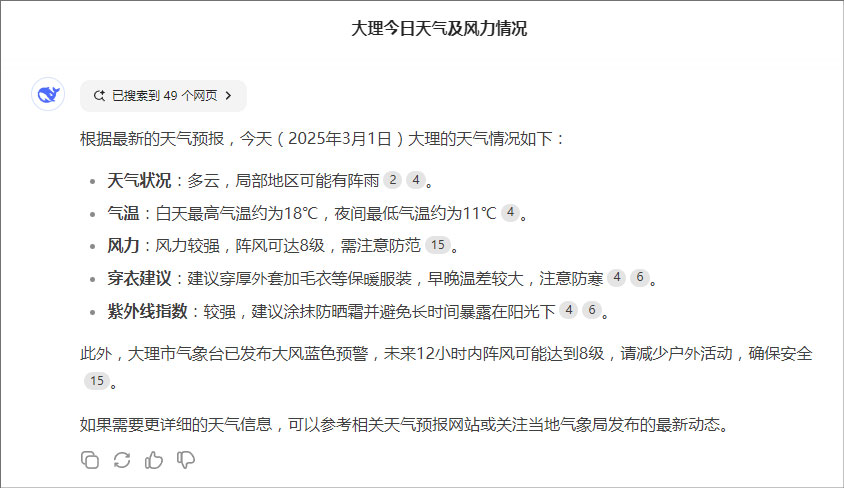 大理今日天气及风力情况
已搜索到 49 个网页 >
根据最新的天气预报，今天（2025年3月1日）大理的天气情况如下：
• 天气状况：多云，局部地区可能有阵雨 2 4 。
• 气温：白天最高气温约为18℃，夜间最低气温约为11℃ 4 。
• 风力：风力较强，阵风可达8级，需注意防范 15 。
• 穿衣建议：建议穿厚外套加毛衣等保暖服装，早晚温差较大，注意防寒 4 6 。
• 紫外线指数：较强，建议涂抹防晒霜并避免长时间暴露在阳光下 4 6 。
此外，大理市气象台已发布大风蓝色预警，未来12小时内阵风可能达到8级，请减少户外活动，确保安全
15 。
如果需要更详细的天气信息，可以参考相关天气预报网站或关注当地气象局发布的最新动态。